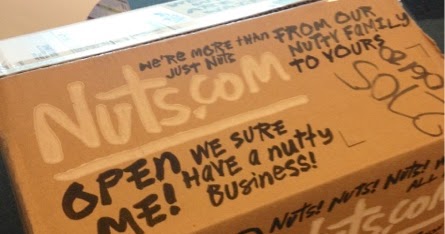 WE'RE MORE THAN
JUST NUTS
FROM OUR
NUTTY FAMILY
TO YOURS
Nuts.com
SOLO
OPEN
ME!
WE SURE
HAVE a nutty
BUSINESS!
NUTS! NUTS! NUTS!
ALL